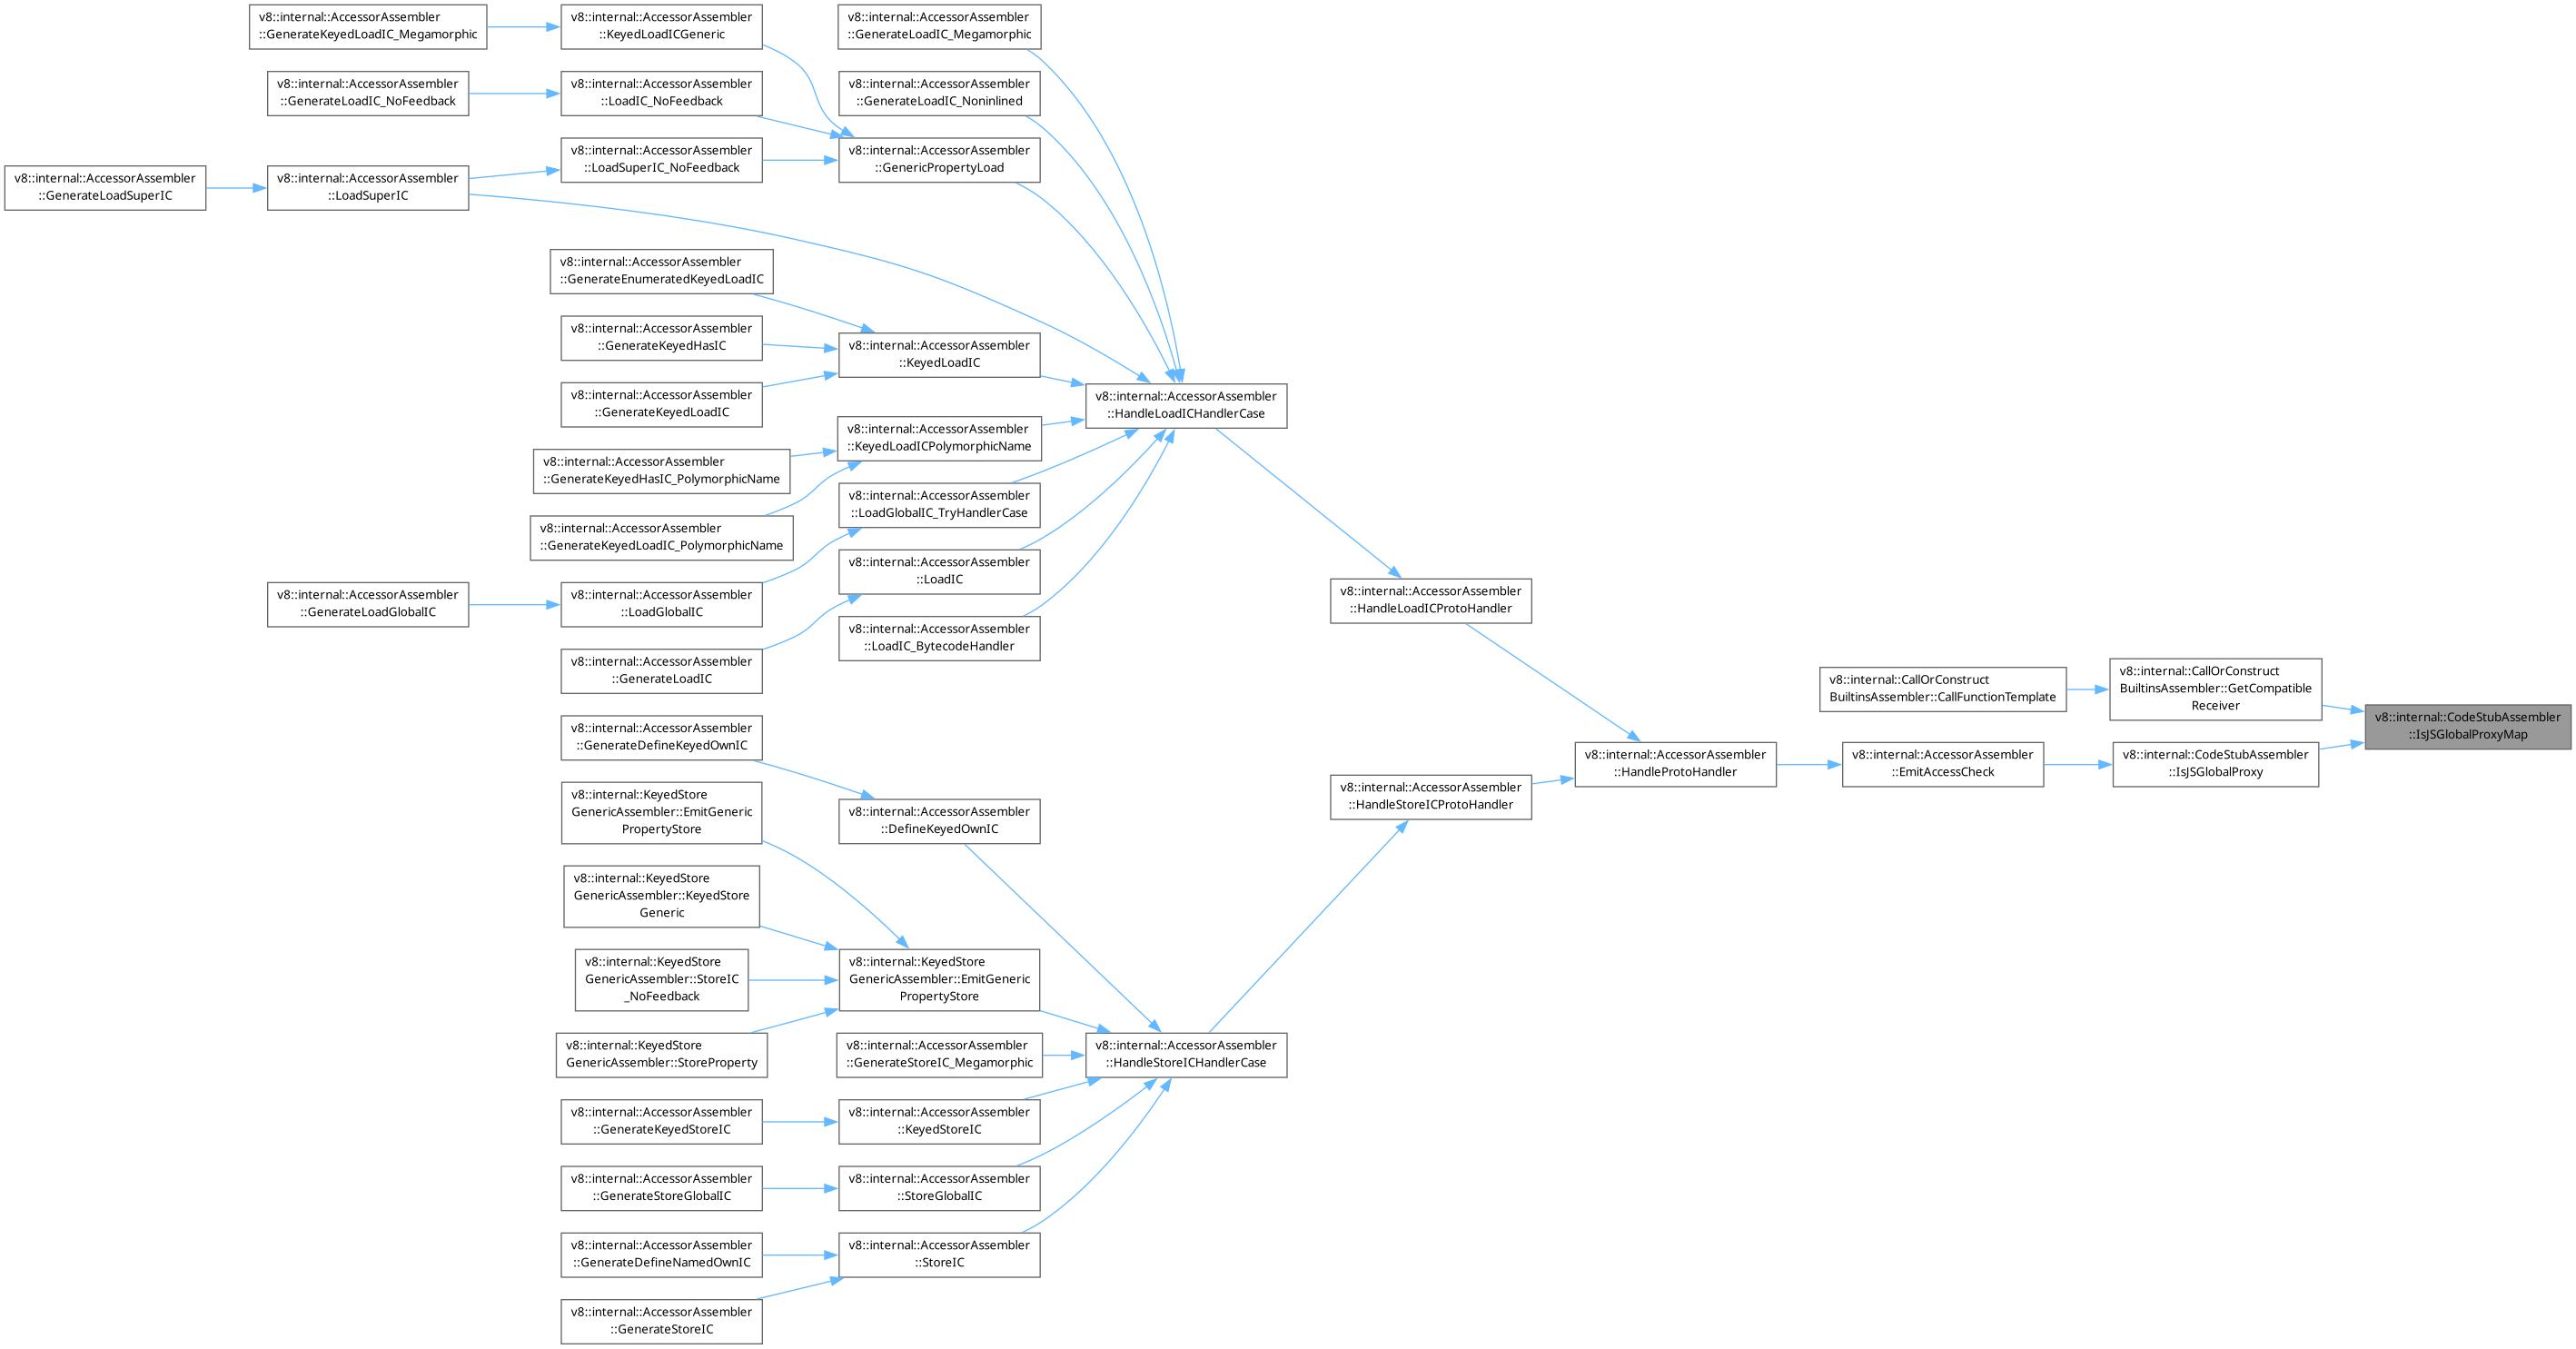 v8::internal::AccessorAssembler
::GenerateKeyedLoadIC_Megamorphic
v8::internal::AccessorAssembler
::KeyedLoadICGeneric
v8::internal::AccessorAssembler
::GenerateLoadIC_Megamorphic
v8::internal::AccessorAssembler
::GenerateLoadIC_NoFeedback
v8::internal::AccessorAssembler
::LoadIC_NoFeedback
v8::internal::AccessorAssembler
::GenerateLoadIC_Noninlined
v8::internal::AccessorAssembler
::GenerateLoadSuperIC
v8::internal::AccessorAssembler
::LoadSuperIC
v8::internal::AccessorAssembler
::LoadSuperIC_NoFeedback
v8::internal::AccessorAssembler
::GenericPropertyLoad
v8::internal::AccessorAssembler
::GenerateEnumeratedKeyedLoadIC
v8::internal::AccessorAssembler
::GenerateKeyedHasIC
v8::internal::AccessorAssembler
::KeyedLoadIC
v8::internal::AccessorAssembler
::GenerateKeyedLoadIC
v8::internal::AccessorAssembler
::HandleLoadICHandlerCase
v8::internal::AccessorAssembler
::KeyedLoadICPolymorphicName
v8::internal::AccessorAssembler
::GenerateKeyedHasIC_PolymorphicName
v8::internal::AccessorAssembler
::LoadGlobalIC_TryHandlerCase
v8::internal::AccessorAssembler
::GenerateKeyedLoadIC_PolymorphicName
v8::internal::AccessorAssembler
::LoadIC
v8::internal::AccessorAssembler
::GenerateLoadGlobalIC
v8::internal::AccessorAssembler
::LoadGlobalIC
v8::internal::AccessorAssembler
::HandleLoadICProtoHandler
v8::internal::AccessorAssembler
::LoadIC_BytecodeHandler
v8::internal::AccessorAssembler
::GenerateLoadIC
v8::internal::CallOrConstruct
BuiltinsAssembler::CallFunctionTemplate
v8::internal::CallOrConstruct
BuiltinsAssembler::GetCompatible
Receiver
v8::internal::CodeStubAssembler
::IsJSGlobalProxyMap
v8::internal::AccessorAssembler
::GenerateDefineKeyedOwnIC
v8::internal::AccessorAssembler
::HandleProtoHandler
v8::internal::AccessorAssembler
::EmitAccessCheck
v8::internal::CodeStubAssembler
::IsJSGlobalProxy
v8::internal::AccessorAssembler
::HandleStoreICProtoHandler
v8::internal::KeyedStore
GenericAssembler::EmitGeneric
PropertyStore
v8::internal::AccessorAssembler
::DefineKeyedOwnIC
v8::internal::KeyedStore
GenericAssembler::KeyedStore
Generic
v8::internal::KeyedStore
GenericAssembler::StoreIC
_NoFeedback
v8::internal::KeyedStore
GenericAssembler::EmitGeneric
PropertyStore
v8::internal::KeyedStore
GenericAssembler::StoreProperty
v8::internal::AccessorAssembler
::GenerateStoreIC_Megamorphic
v8::internal::AccessorAssembler
::HandleStoreICHandlerCase
v8::internal::AccessorAssembler
::GenerateKeyedStoreIC
v8::internal::AccessorAssembler
::KeyedStoreIC
v8::internal::AccessorAssembler
::GenerateStoreGlobalIC
v8::internal::AccessorAssembler
::StoreGlobalIC
v8::internal::AccessorAssembler
::GenerateDefineNamedOwnIC
v8::internal::AccessorAssembler
::StoreIC
v8::internal::AccessorAssembler
::GenerateStoreIC